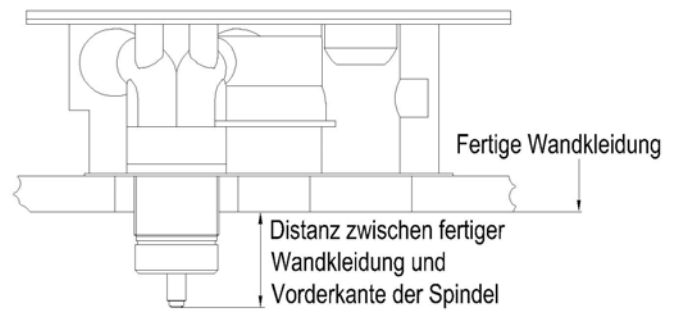 Fertige Wandkleidung
Distanz zwischen fertiger
Wandkleidung und
Vorderkante der Spindel